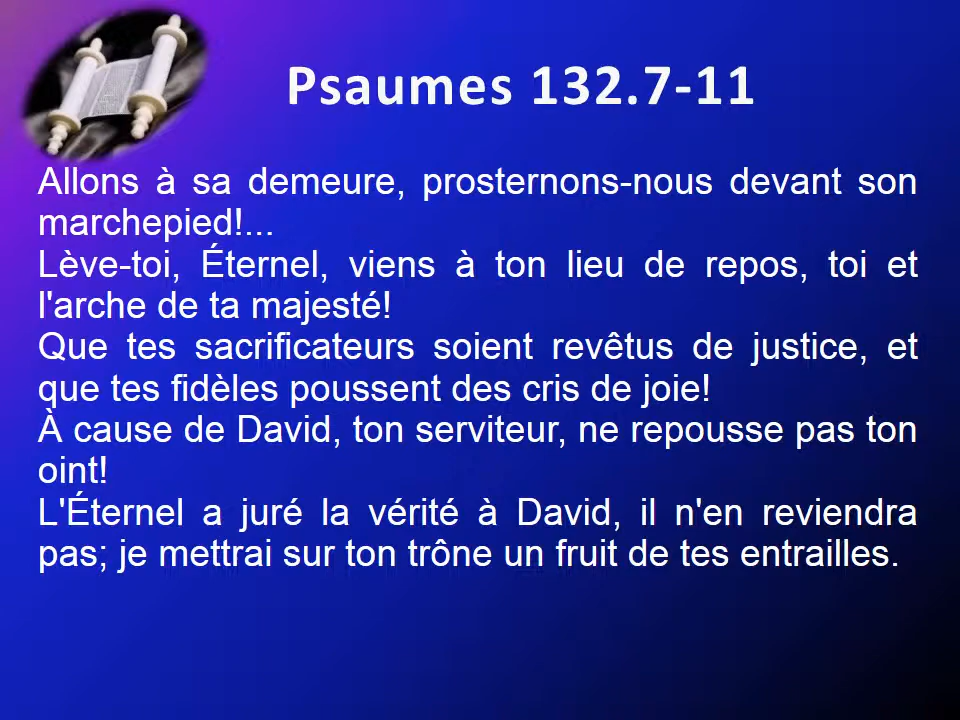 Psaumes 132.7-11
Allons à sa demeure, prosternons-nous devant son
marchepied!...
Lève-toi, Éternel, viens à ton lieu de repos, toi et
l'arche de ta majesté!
Que tes sacrificateurs soient revêtus de justice, et
que tes fidèles poussent des cris de joie!
À cause de David, ton serviteur, ne repousse pas ton
oint!
L'Éternel a juré la vérité à David, il n'en reviendra
pas; je mettrai sur ton trône un fruit de tes entrailles.